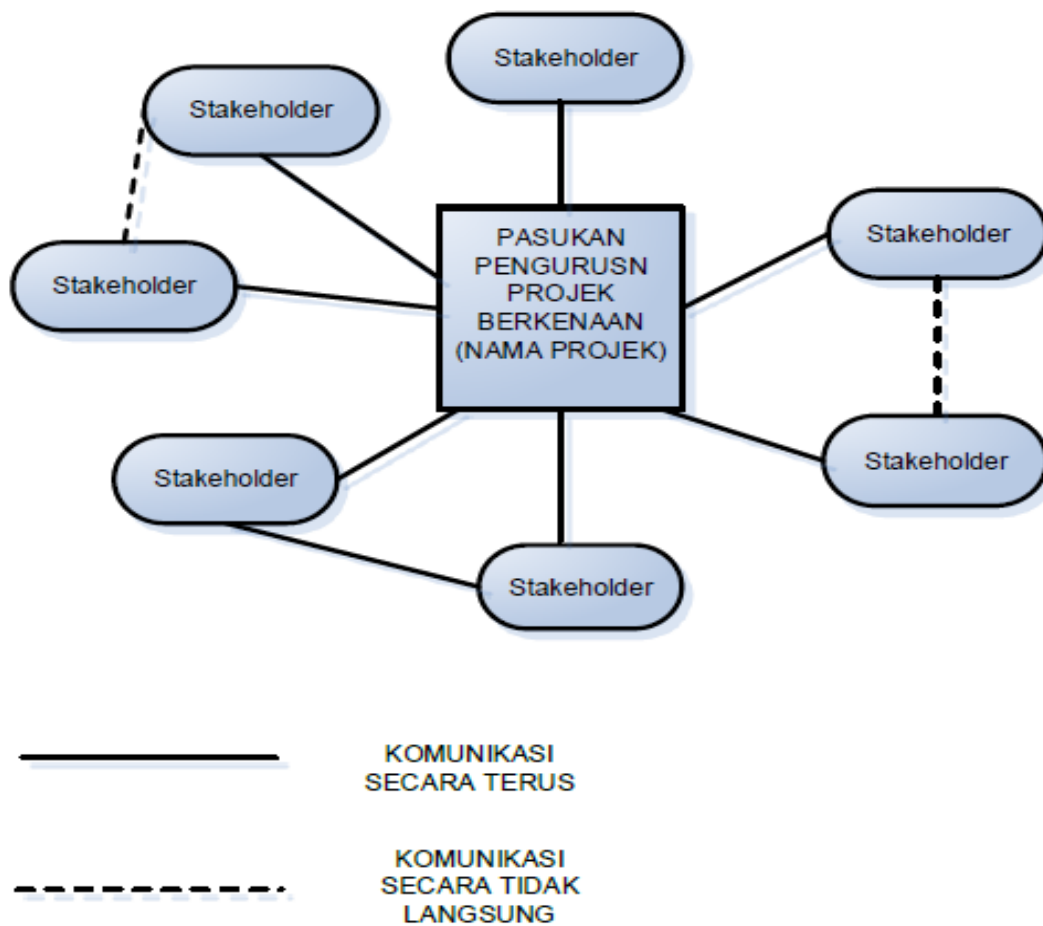 Stakeholder
Stakeholder
Stakeholder
Stakeholder
PASUKAN
PENGURUSN
PROJEK
BERKENAAN
(NAMA PROJEK)
Stakeholder
Stakeholder
Stakeholder
KOMUNIKASI
SECARA TERUS
KOMUNIKASI
SECARA TIDAK
LANGSUNG